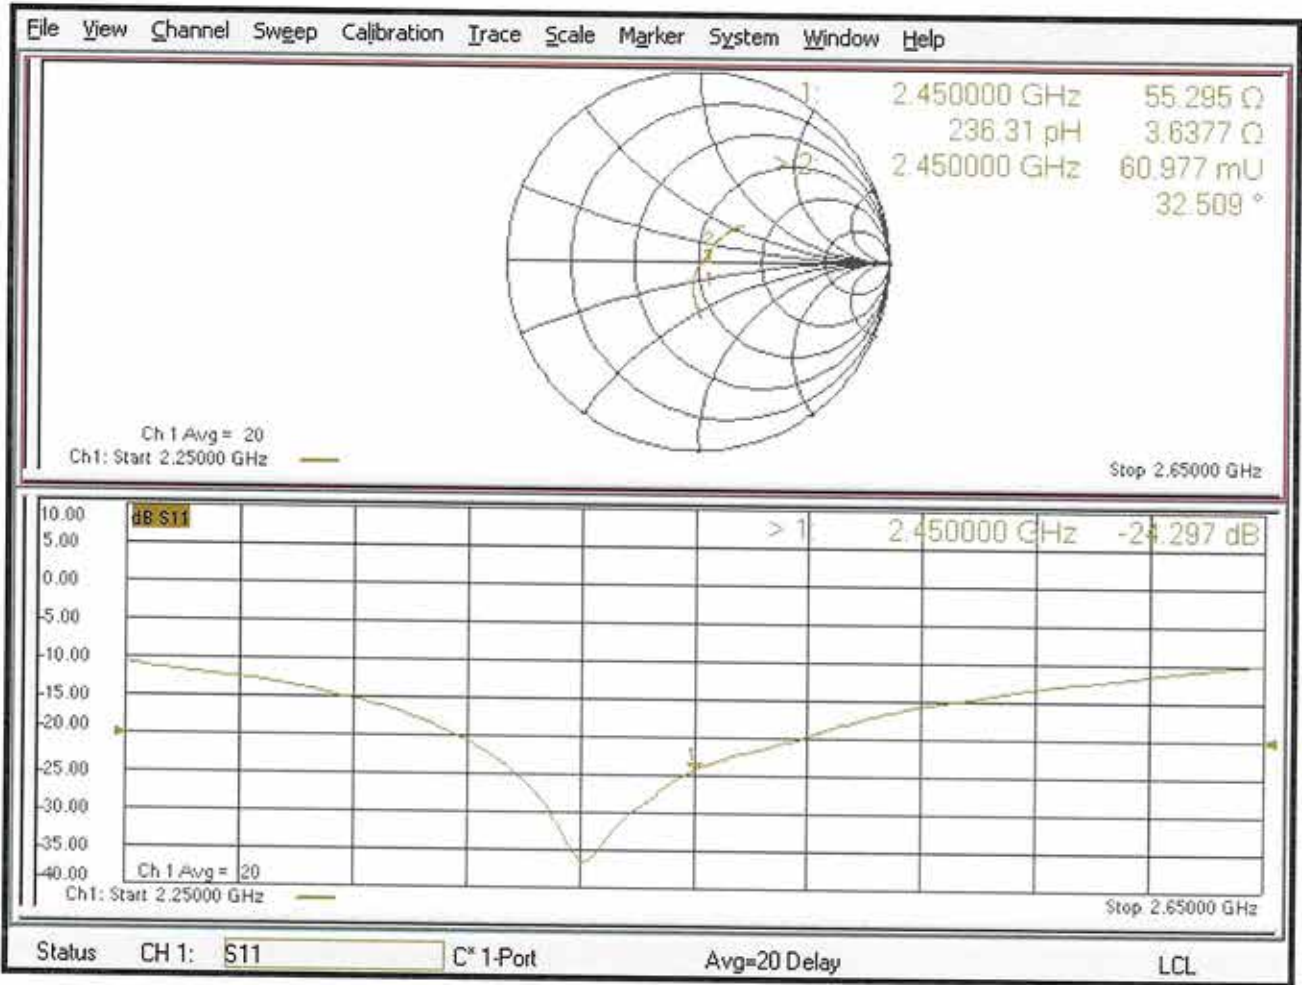 File View Channel Sweep Calibration Trace Scale Marker System Window Help
1: 2.450000 GHz 55.295 Ω
236.31 pH 3.6377 Ω
> 2: 2.450000 GHz 60.977 mU
32.509 °
2
1
Ch 1 Avg = 20
Ch1: Start 2.25000 GHz
Stop 2.65000 GHz
10.00
dB S11
> 1: 2.450000 GHz -24.297 dB
5.00
0.00
-5.00
-10.00
-15.00
-20.00
1
-25.00
-30.00
-35.00
-40.00
Ch 1 Avg = 20
Ch1: Start 2.25000 GHz
Stop 2.65000 GHz
Status CH 1: S11 C* 1-Port Avg=20 Delay LCL